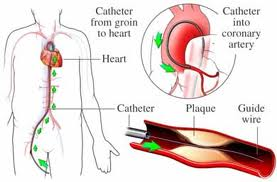 Catheter
from groin
to heart
Catheter
into
coronary
artery
Heart
Catheter
Plaque
Guide
wire